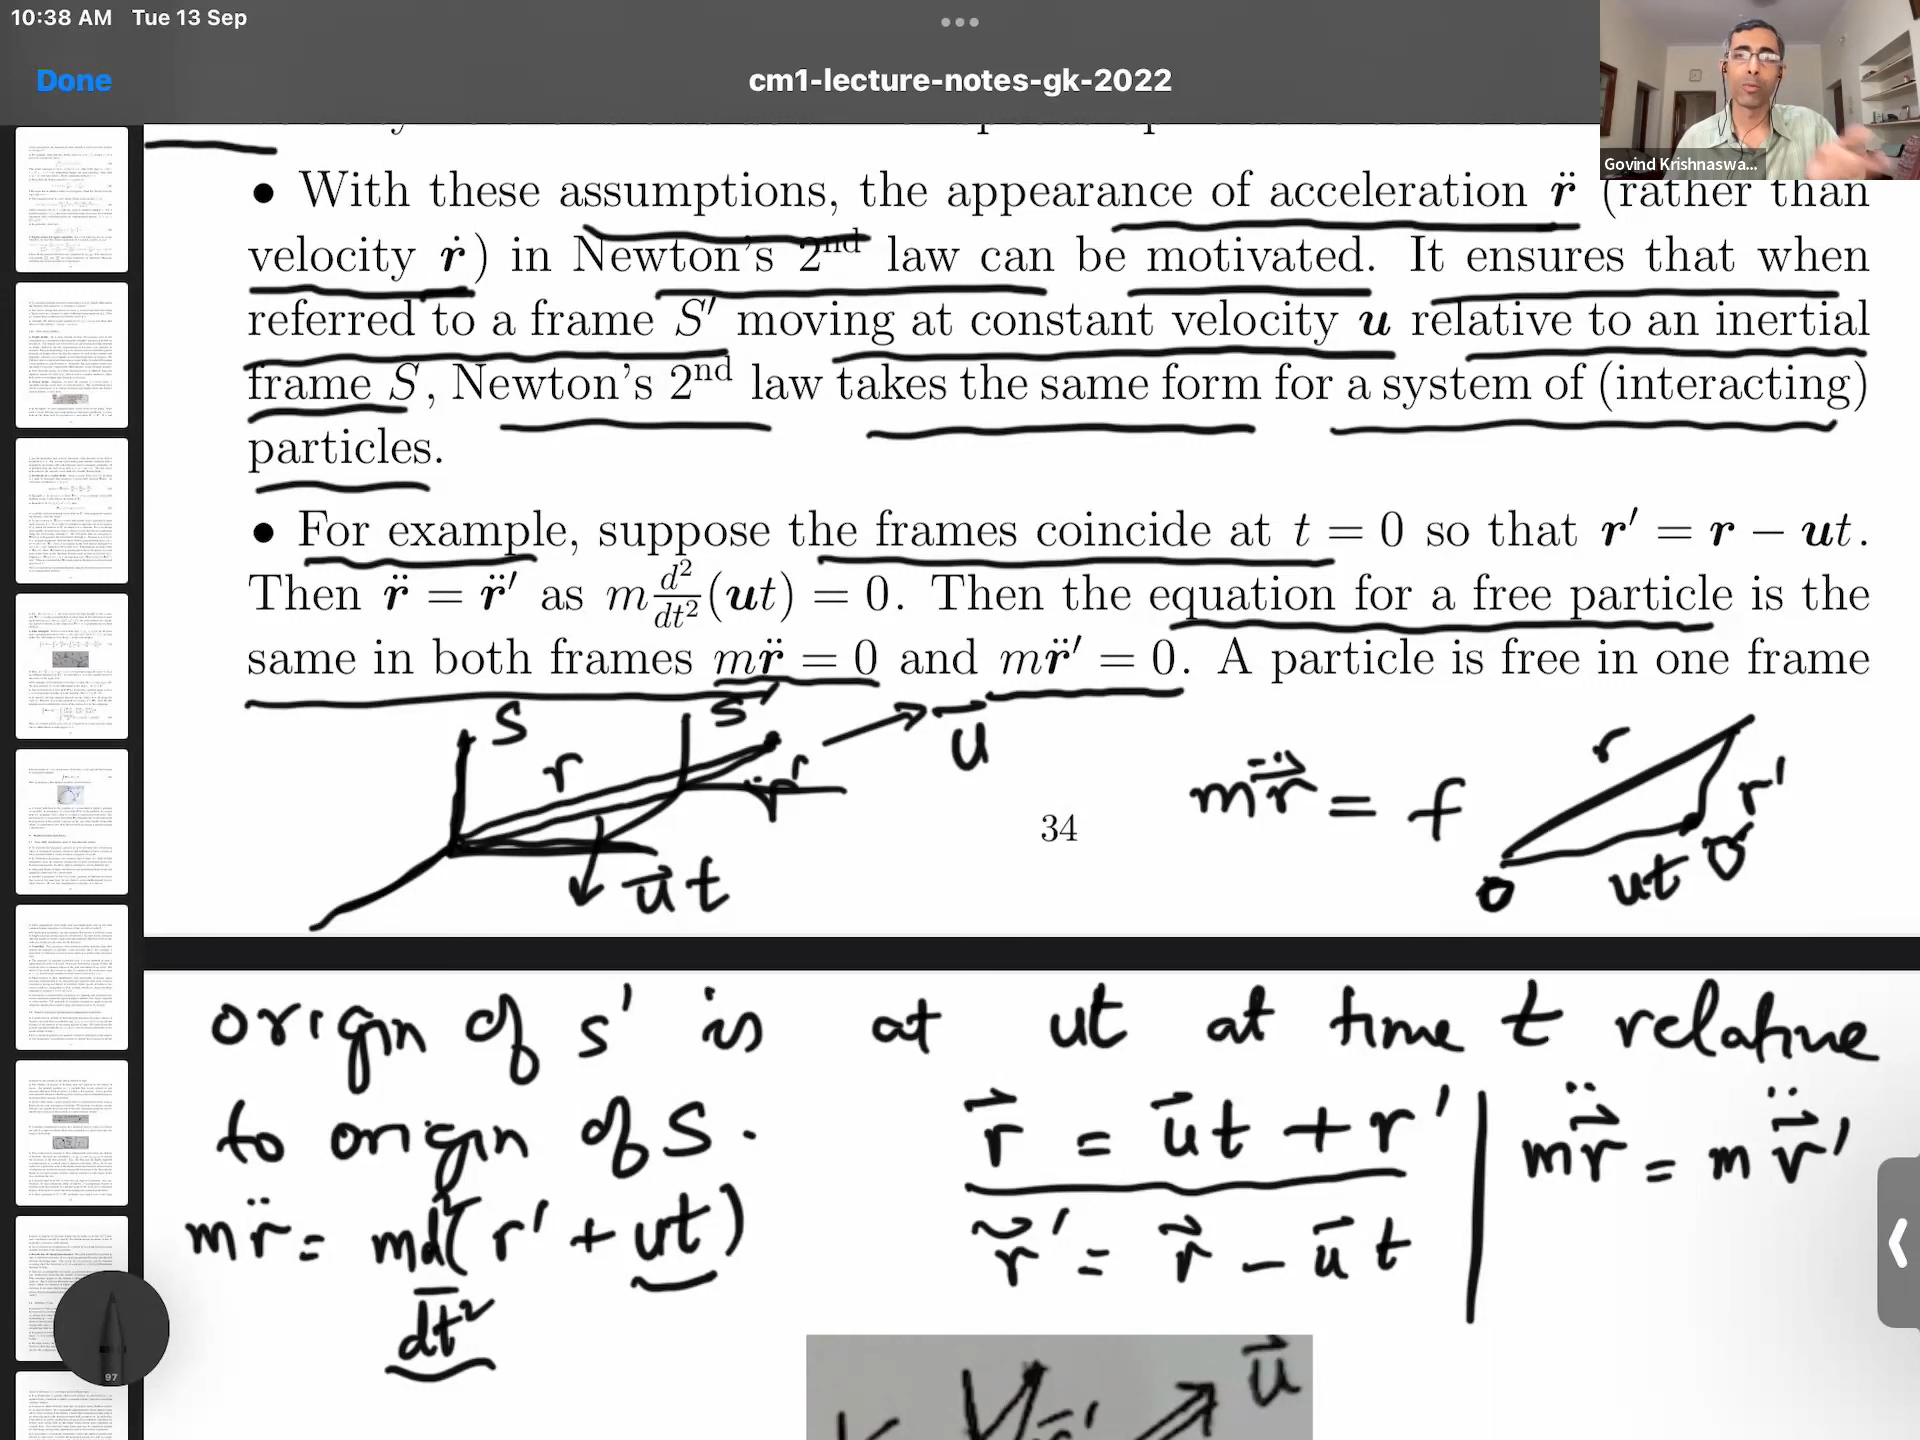 10:38 AM Tue 13 Sep
Done
cm1-lecture-notes-gk-2022
Govind Krishnaswa...
• With these assumptions, the appearance of acceleration r̈ (rather than
velocity ṙ) in Newton's 2nd law can be motivated. It ensures that when
referred to a frame S′ moving at constant velocity u relative to an inertial
frame S, Newton's 2nd law takes the same form for a system of (interacting)
particles.
• For example, suppose the frames coincide at t = 0 so that r′ = r − ut.
Then r̈ = r̈′ as m d²/dt² (ut) = 0. Then the equation for a free particle is the
same in both frames mr̈ = 0 and mr̈′ = 0. A particle is free in one frame
S
S′
r
r′
u⃗
u⃗t
34
mr̈ = f
r
r′
O
ut
O′
origin of S′ is at ut at time t relative
to origin of S.
r⃗ = u⃗t + r′
mr̈ = m r̈′
mr̈ = md/dt² (r′ + ut)
r⃗′ = r⃗ − u⃗t
u⃗
r′
97